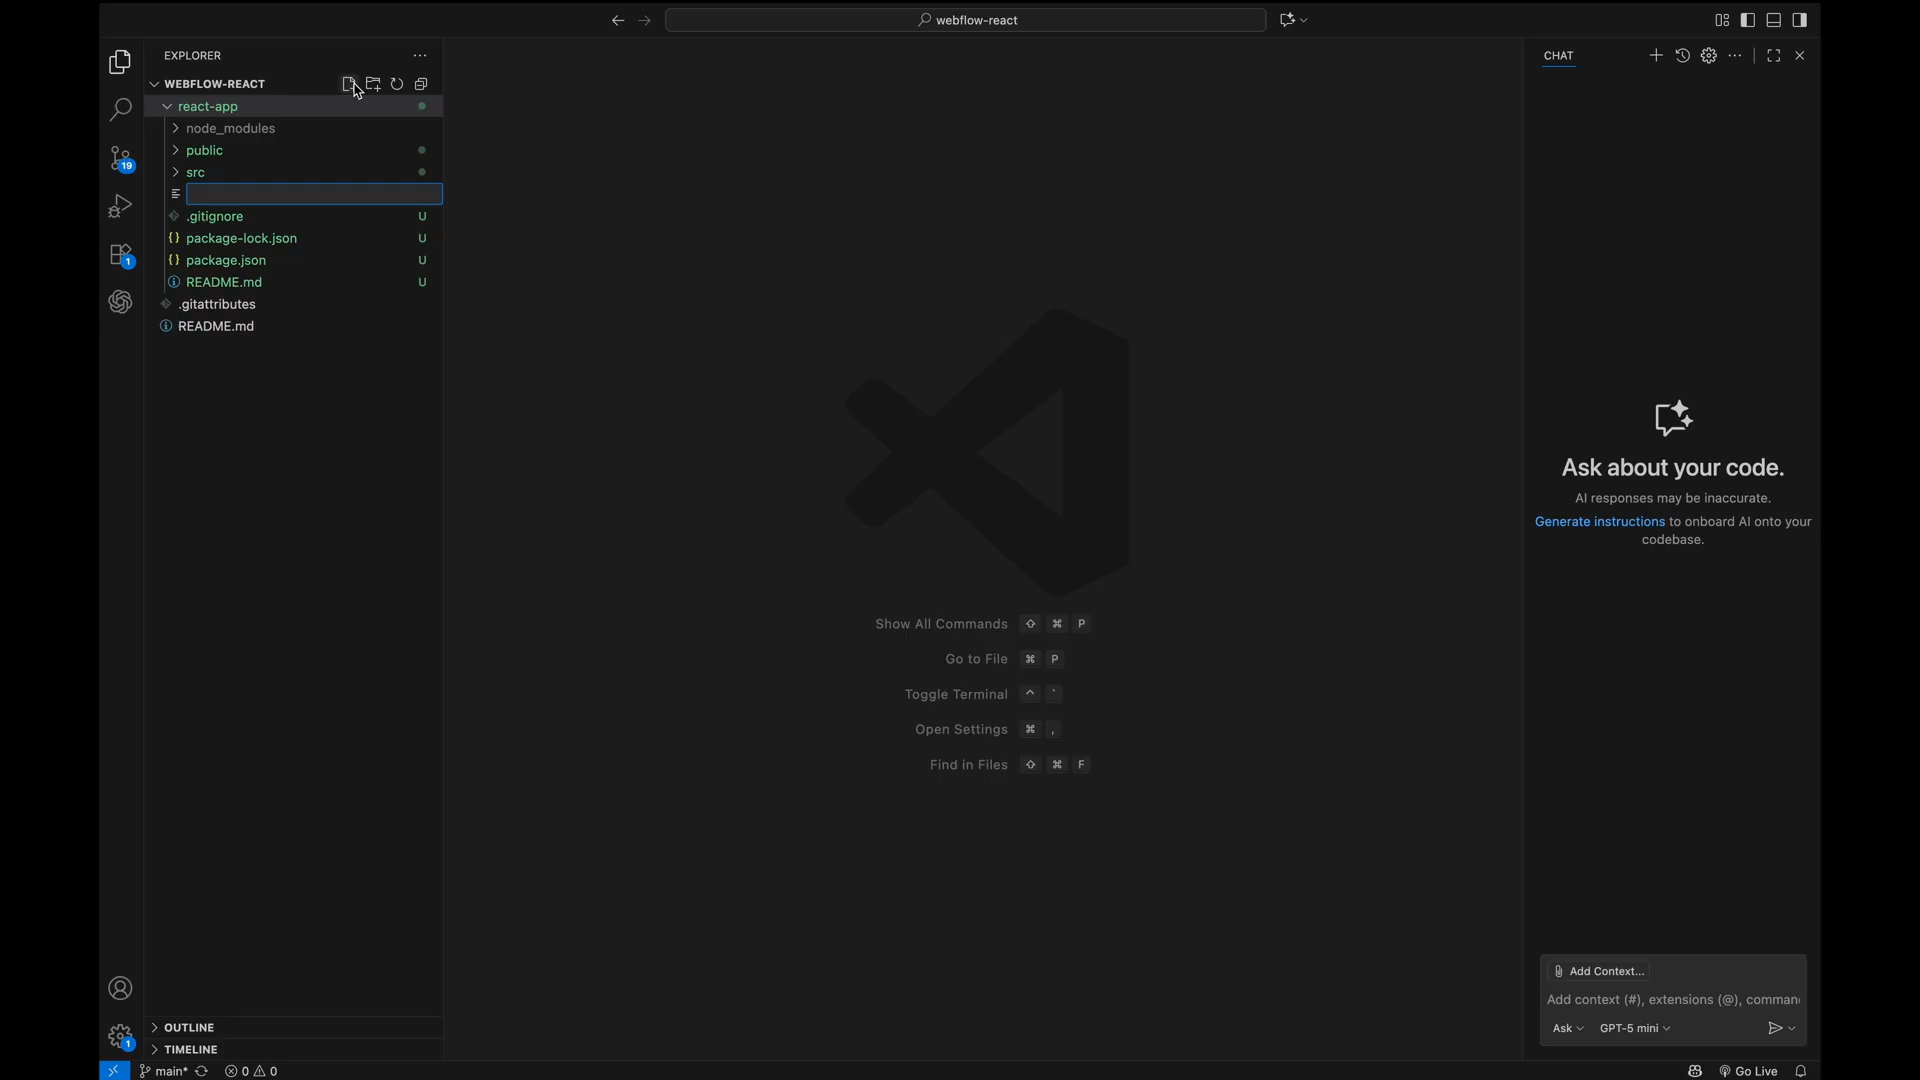 webflow-react
EXPLORER
WEBFLOW-REACT
react-app
node_modules
public
src
.gitignore U
{} package-lock.json U
{} package.json U
README.md U
.gitattributes
README.md
19
1
Show All Commands ⇧ ⌘ P
Go to File ⌘ P
Toggle Terminal ^ `
Open Settings ⌘ ,
Find in Files ⇧ ⌘ F
CHAT
Ask about your code.
AI responses may be inaccurate.
Generate instructions to onboard AI onto your
codebase.
Add Context...
Add context (#), extensions (@), comman
Ask GPT-5 mini
OUTLINE
TIMELINE
1
main* 0 0
Go Live